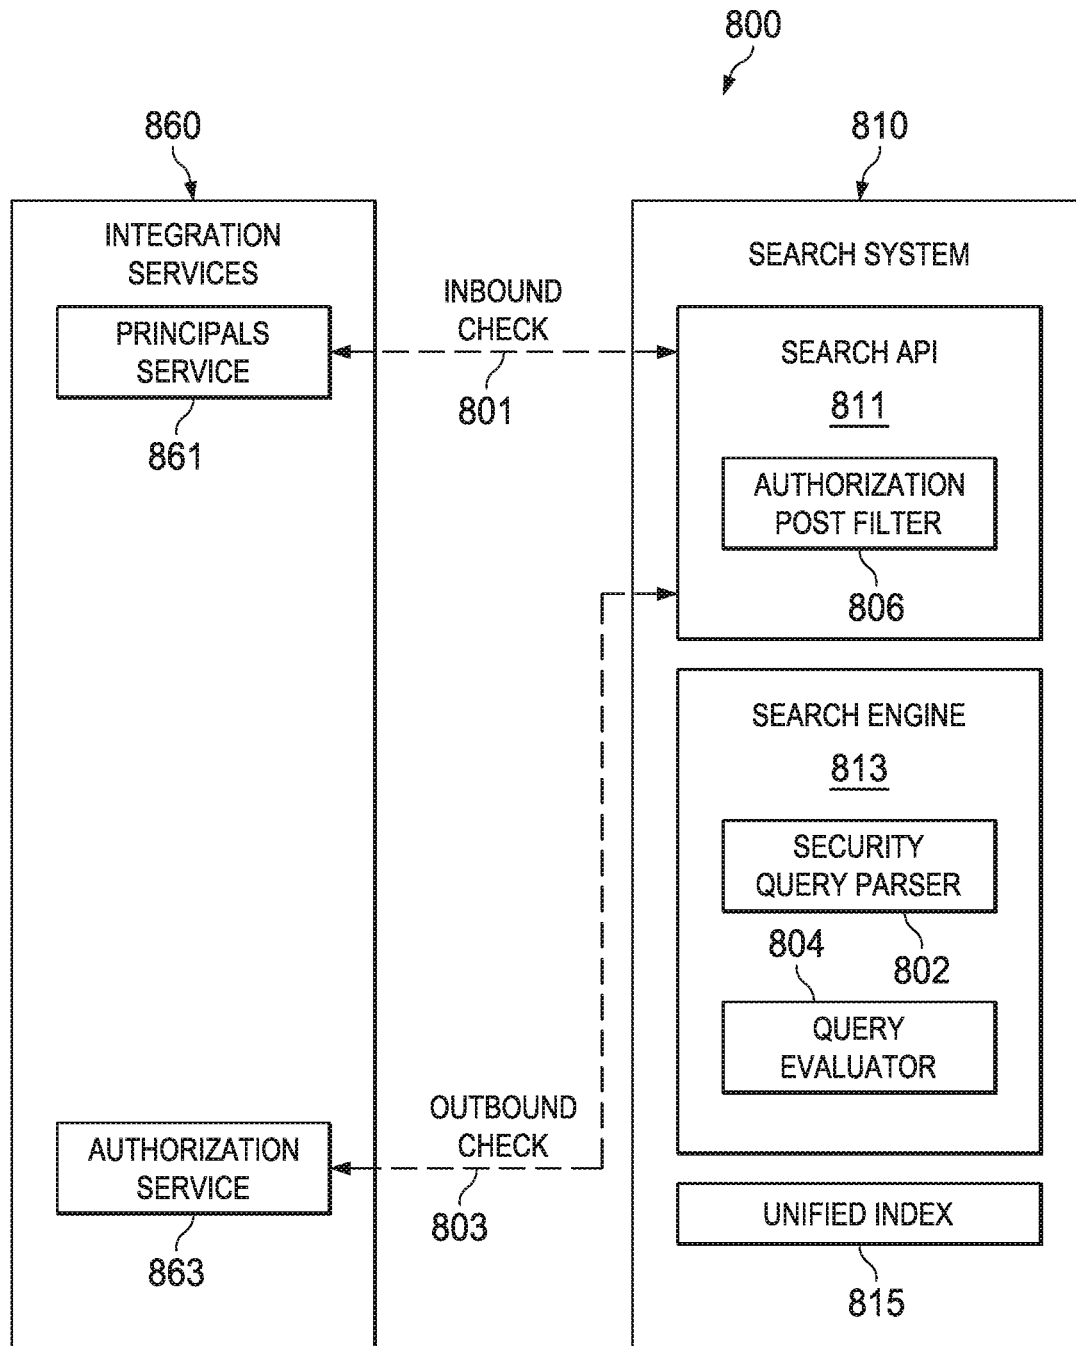 800
860
810
INTEGRATION
SERVICES
PRINCIPALS
SERVICE
861
INBOUND
CHECK
801
SEARCH SYSTEM
SEARCH API
811
AUTHORIZATION
POST FILTER
806
SEARCH ENGINE
813
SECURITY
QUERY PARSER
802
804
QUERY
EVALUATOR
OUTBOUND
CHECK
803
AUTHORIZATION
SERVICE
863
UNIFIED INDEX
815